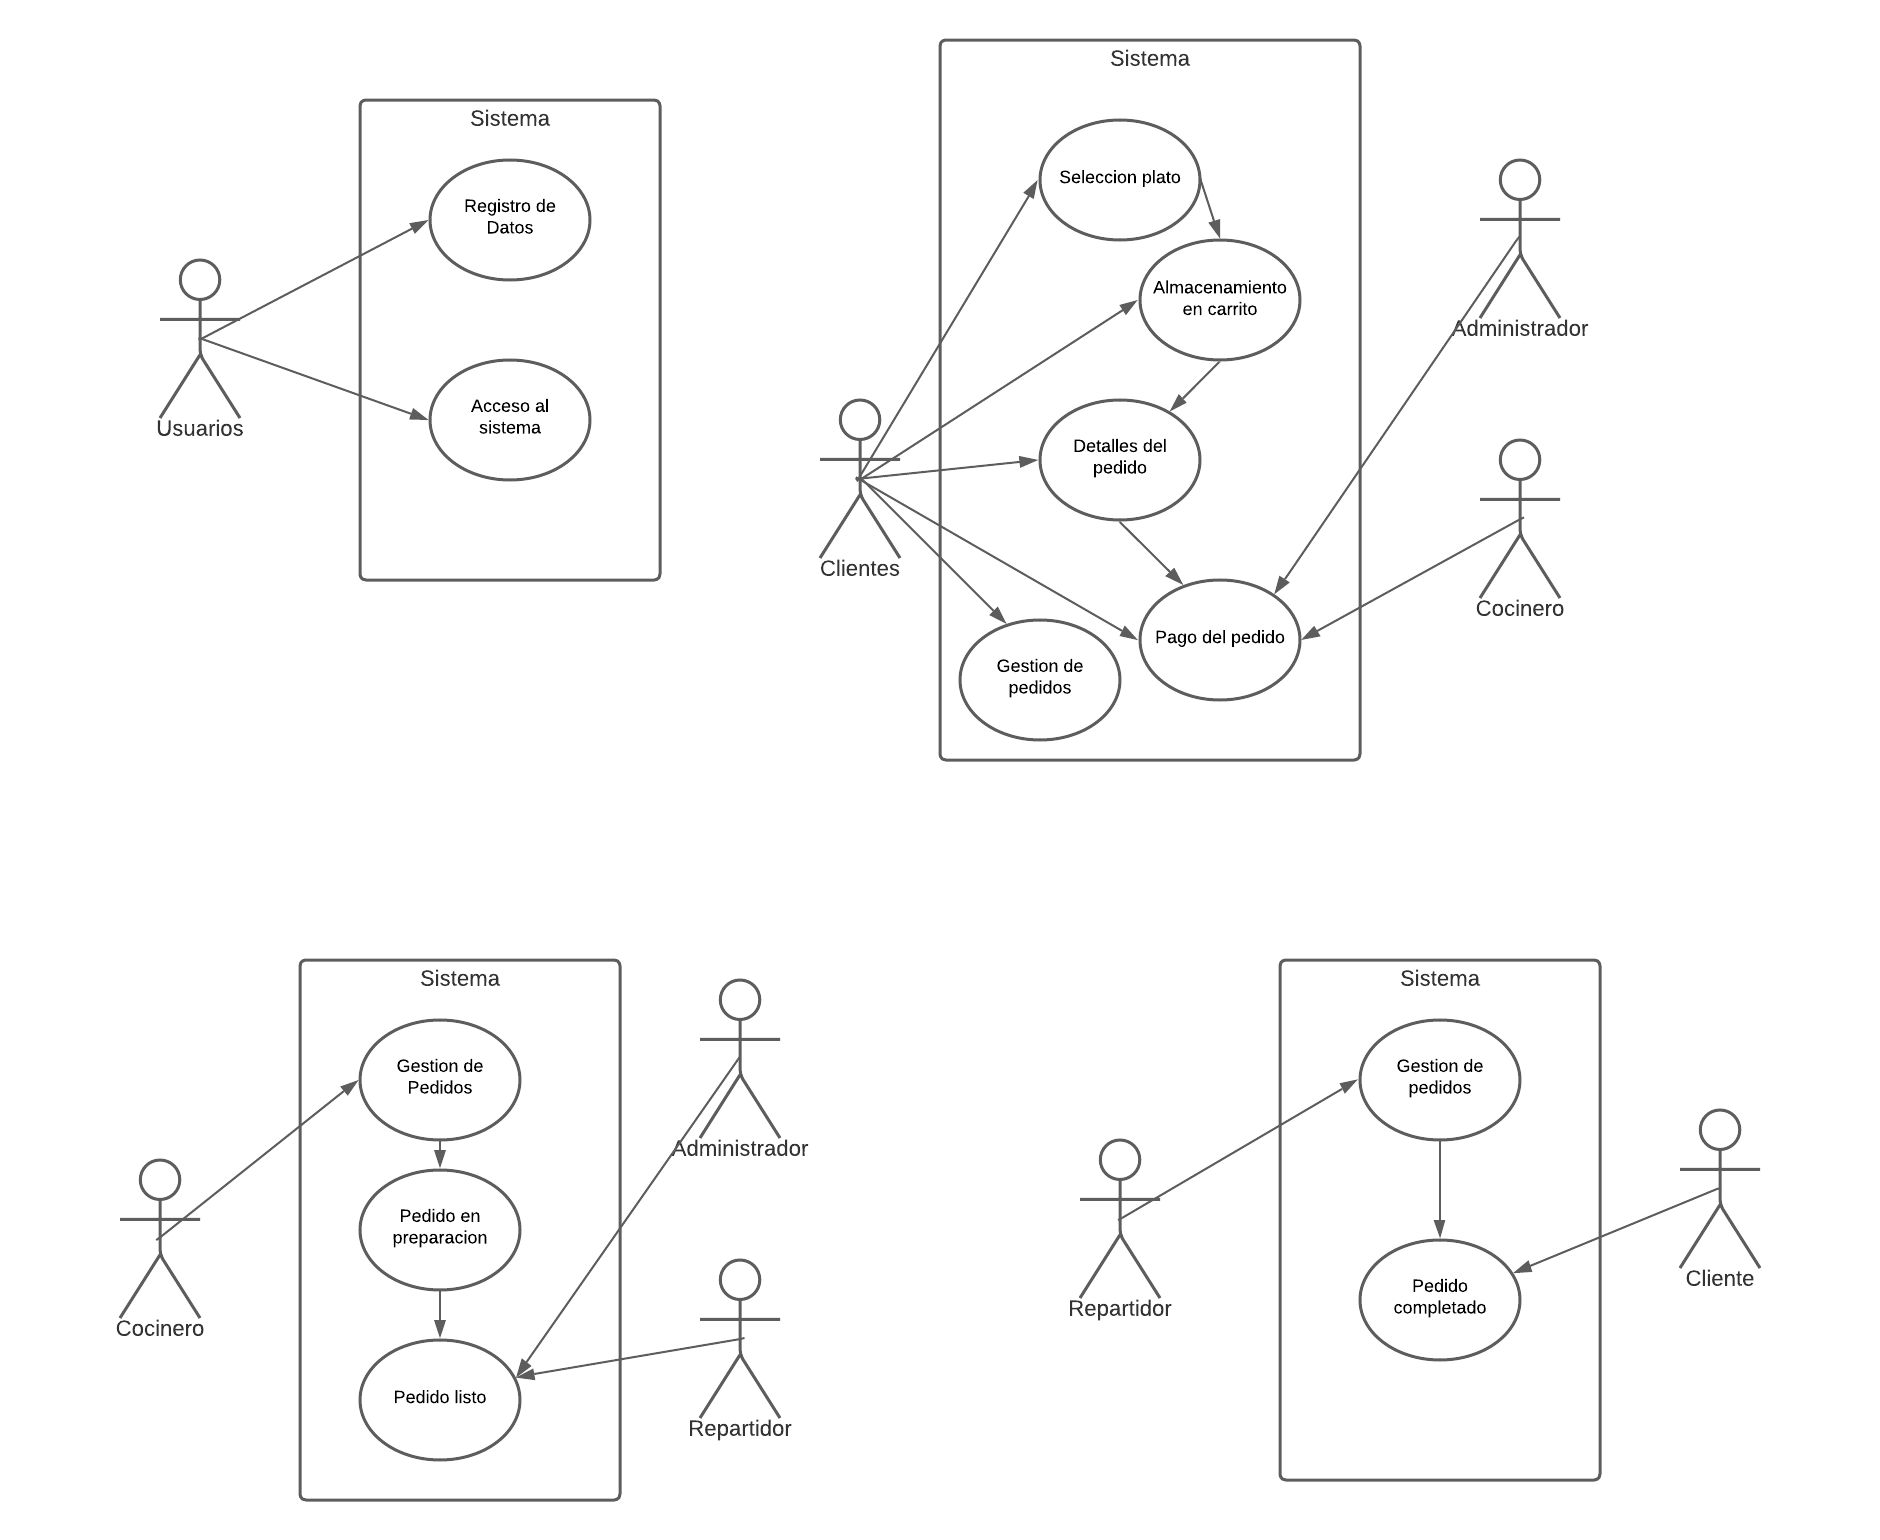 Sistema
Registro de
Datos
Acceso al
sistema
Usuarios
Sistema
Seleccion plato
Almacenamiento
en carrito
Detalles del
pedido
Pago del pedido
Gestion de
pedidos
Clientes
Administrador
Cocinero
Sistema
Gestion de
Pedidos
Pedido en
preparacion
Pedido listo
Cocinero
Administrador
Repartidor
Sistema
Gestion de
pedidos
Pedido
completado
Repartidor
Cliente